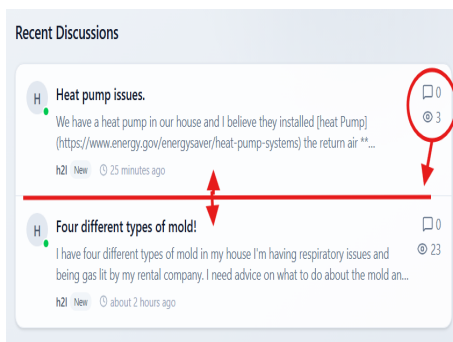 Recent Discussions
H
Heat pump issues.
0
We have a heat pump in our house and I believe they installed [heat Pump]
3
(https://www.energy.gov/energysaver/heat-pump-systems) the return air **...
h2l New 25 minutes ago
H
Four different types of mold!
0
I have four different types of mold in my house I'm having respiratory issues and
23
being gas lit by my rental company. I need advice on what to do about the mold an...
h2l New about 2 hours ago